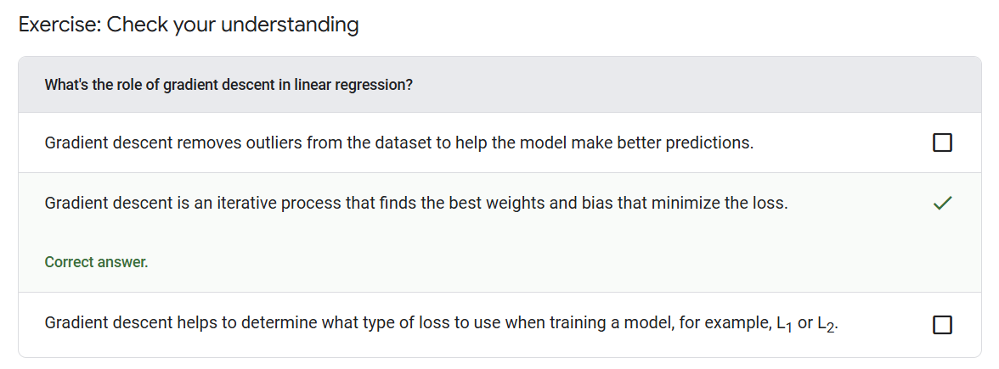 Exercise: Check your understanding
What's the role of gradient descent in linear regression?
Gradient descent removes outliers from the dataset to help the model make better predictions.
Gradient descent is an iterative process that finds the best weights and bias that minimize the loss.
Correct answer.
Gradient descent helps to determine what type of loss to use when training a model, for example, L₁ or L₂.